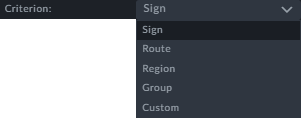 Criterion: Sign
Sign
Route
Region
Group
Custom